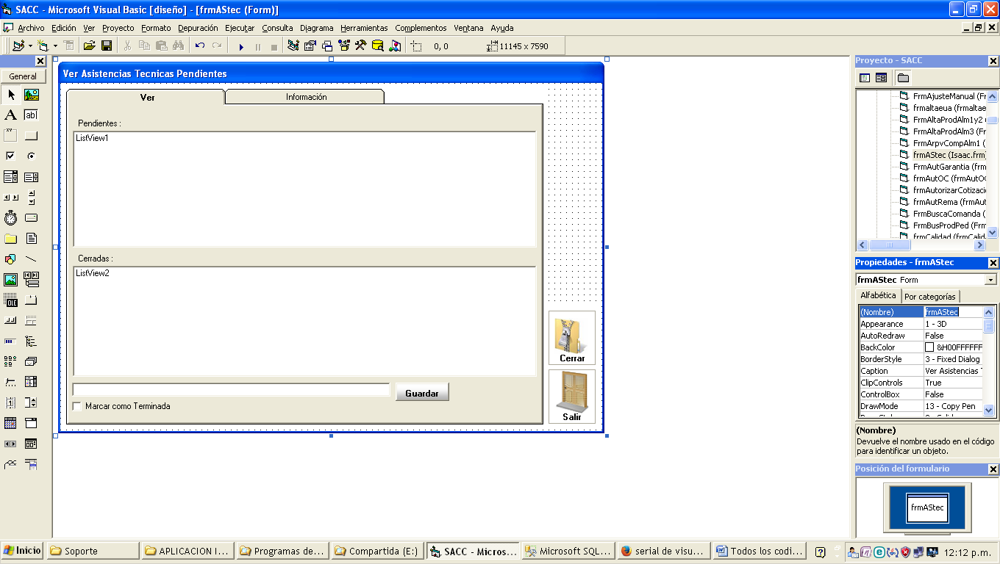 SACC - Microsoft Visual Basic [diseño] - [frmAStec (Form)]
Archivo Edición Ver Proyecto Formato Depuración Ejecutar Consulta Diagrama Herramientas Complementos Ventana Ayuda
0, 0 11145 x 7590
General
A ab|
xy
OLE
Ver Asistencias Tecnicas Pendientes
Ver Información
Pendientes :
ListView1
Cerradas :
ListView2
Guardar
Marcar como Terminada
Cerrar
Salir
Proyecto - SACC
FrmAjusteManual (Fr
frmaltaeua (frmaltae
FrmAltaProdAlm1y2
FrmAltaProdAlm3 (Fr
FrmArpvCompAlm1 (
frmAStec (Isaac.frm)
FrmAutGarantia (frm
frmAutOC (frmAutOC
frmAutorizarCotizaci
frmAutRema (frmAut
FrmBuscaComanda (
FrmBusProdPed (Frm
frmCalidad (frmCalid
Propiedades - frmAStec
frmAStec Form
Alfabética Por categorías
(Nombre) frmAStec
Appearance 1 - 3D
AutoRedraw False
BackColor &H00FFFFFF
BorderStyle 3 - Fixed Dialog
Caption Ver Asistencias
ClipControls True
ControlBox False
DrawMode 13 - Copy Pen
(Nombre)
Devuelve el nombre usado en el código
para identificar un objeto.
Posición del formulario
frmAStec
Inicio Soporte APLICACION I... Programas de... Compartida (E:) SACC - Micros... Microsoft SQL... serial de visu... Todos los codi... 12:12 p.m.